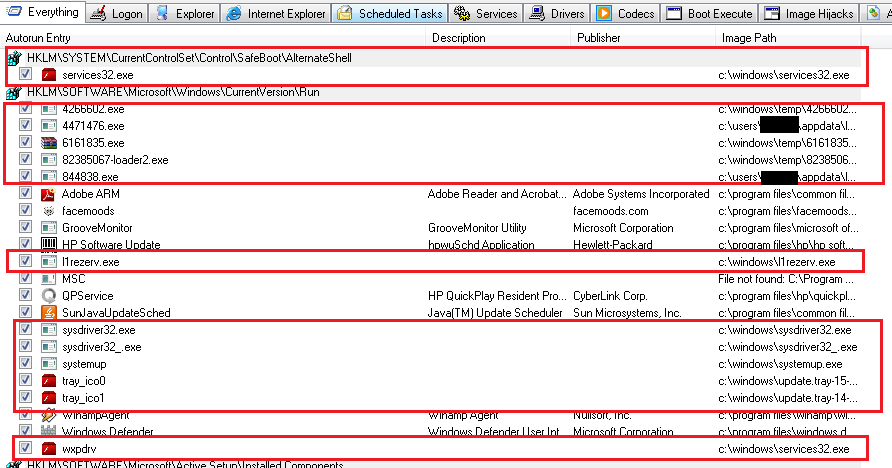 Everything Logon Explorer Internet Explorer Scheduled Tasks Services Drivers Codecs Boot Execute Image Hijacks A
Autorun Entry Description Publisher Image Path
HKLM\SYSTEM\CurrentControlSet\Control\SafeBoot\AlternateShell
services32.exe c:\windows\services32.exe
HKLM\SOFTWARE\Microsoft\Windows\CurrentVersion\Run
4266602.exe c:\windows\temp\4266602...
4471476.exe c:\users\ \appdata\l...
6161835.exe c:\windows\temp\6161835...
82385067-loader2.exe c:\windows\temp\8238506...
844838.exe c:\users\ \appdata\l...
Adobe ARM Adobe Reader and Acrobat... Adobe Systems Incorporated c:\program files\common fil...
facemoods facemoods.com c:\program files\facemoods...
GrooveMonitor GrooveMonitor Utility Microsoft Corporation c:\program files\microsoft of...
HP Software Update hpwuSchd Application Hewlett-Packard c:\program files\hp\hp soft...
l1rezerv.exe c:\windows\l1rezerv.exe
MSC File not found: C:\Program ...
QPService HP QuickPlay Resident Pro... CyberLink Corp. c:\program files\hp\quickpl...
SunJavaUpdateSched Java(TM) Update Scheduler Sun Microsystems, Inc. c:\program files\common fil...
sysdriver32.exe c:\windows\sysdriver32.exe
sysdriver32_.exe c:\windows\sysdriver32_.exe
systemup c:\windows\systemup.exe
tray_ico0 c:\windows\update.tray-15-...
tray_ico1 c:\windows\update.tray-14-...
WinampAgent Winamp Agent Nullsoft, Inc. c:\program files\winamp\wi...
Windows Defender Windows Defender User Int... Microsoft Corporation c:\program files\windows d...
wxpdrv c:\windows\services32.exe
HKLM\SOFTWARE\Microsoft\Active Setup\Installed Components